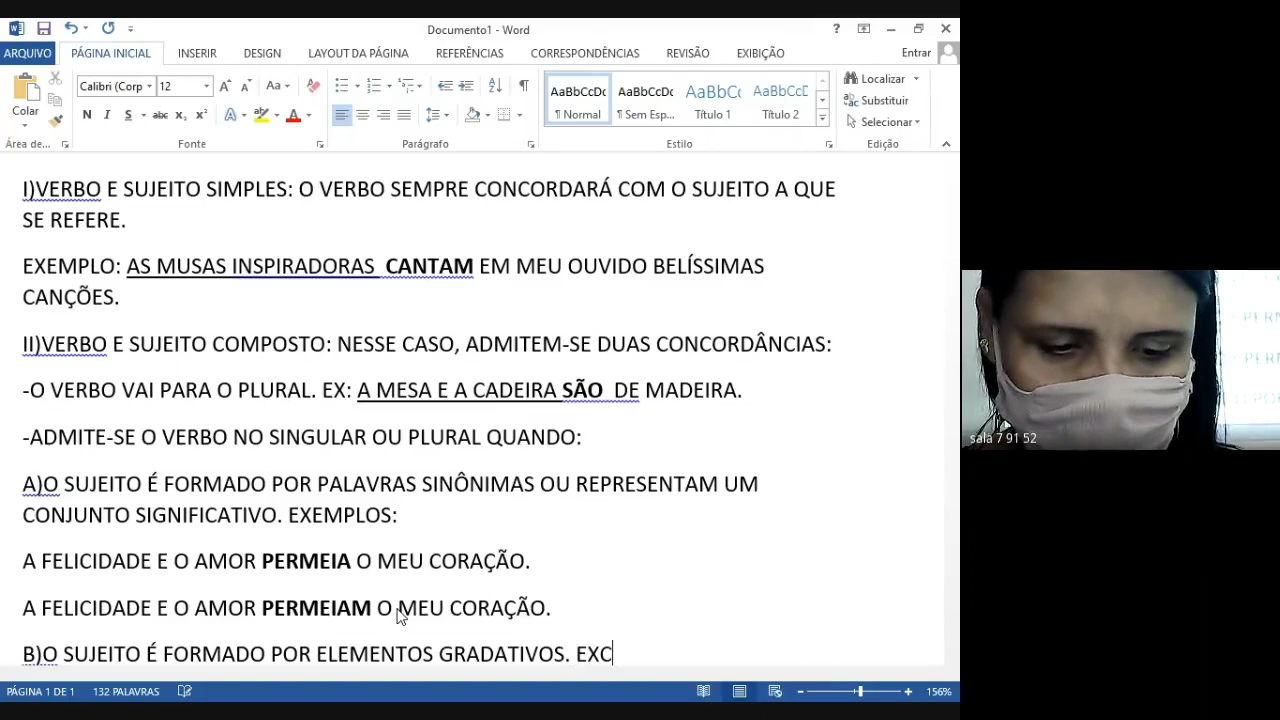 Documento1 - Word
?
ARQUIVO PÁGINA INICIAL INSERIR DESIGN LAYOUT DA PÁGINA REFERÊNCIAS CORRESPONDÊNCIAS REVISÃO EXIBIÇÃO Entrar
Colar
Calibri (Corp 12
Aa
N I S abc x₂ x²
AaBbCcDc AaBbCcDc AaBbCc AaBbCcD
¶ Normal ¶ Sem Esp... Título 1 Título 2
Localizar
Substituir
Selecionar
Área de... Fonte Parágrafo Estilo Edição
I)VERBO E SUJEITO SIMPLES: O VERBO SEMPRE CONCORDARÁ COM O SUJEITO A QUE
SE REFERE.
EXEMPLO: AS MUSAS INSPIRADORAS CANTAM EM MEU OUVIDO BELÍSSIMAS
CANÇÕES.
II)VERBO E SUJEITO COMPOSTO: NESSE CASO, ADMITEM-SE DUAS CONCORDÂNCIAS:
-O VERBO VAI PARA O PLURAL. EX: A MESA E A CADEIRA SÃO DE MADEIRA.
-ADMITE-SE O VERBO NO SINGULAR OU PLURAL QUANDO:
A)O SUJEITO É FORMADO POR PALAVRAS SINÔNIMAS OU REPRESENTAM UM
CONJUNTO SIGNIFICATIVO. EXEMPLOS:
A FELICIDADE E O AMOR PERMEIA O MEU CORAÇÃO.
A FELICIDADE E O AMOR PERMEIAM O MEU CORAÇÃO.
B)O SUJEITO É FORMADO POR ELEMENTOS GRADATIVOS. EXC
PÁGINA 1 DE 1 132 PALAVRAS 156%
sala 7 91 52